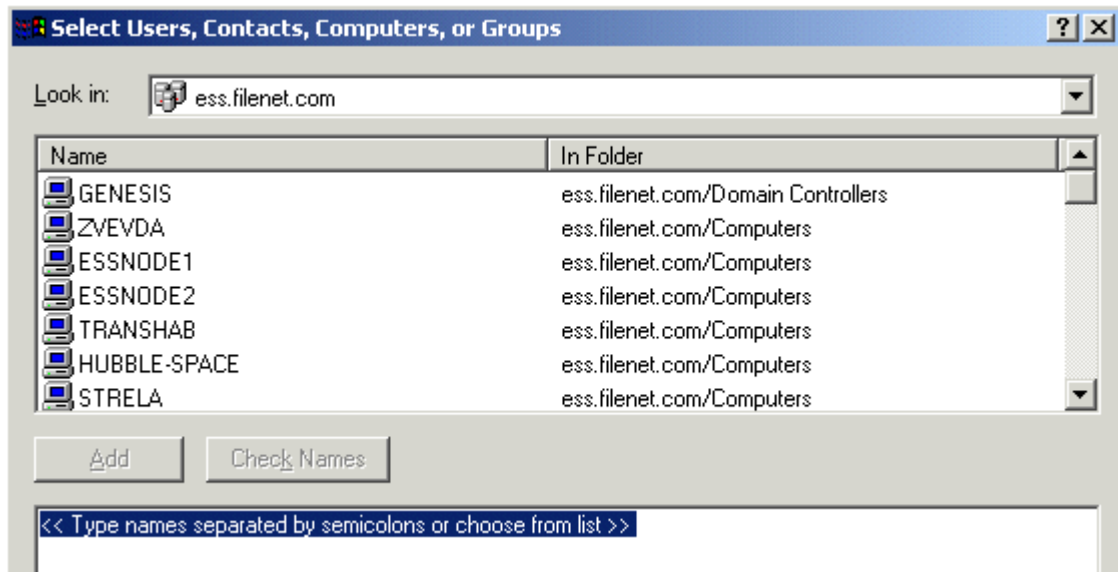 Select Users, Contacts, Computers, or Groups
Look in: ess.filenet.com
Name In Folder
GENESIS ess.filenet.com/Domain Controllers
ZVEVDA ess.filenet.com/Computers
ESSNODE1 ess.filenet.com/Computers
ESSNODE2 ess.filenet.com/Computers
TRANSHAB ess.filenet.com/Computers
HUBBLE-SPACE ess.filenet.com/Computers
STRELA ess.filenet.com/Computers
Add Check Names
<< Type names separated by semicolons or choose from list >>